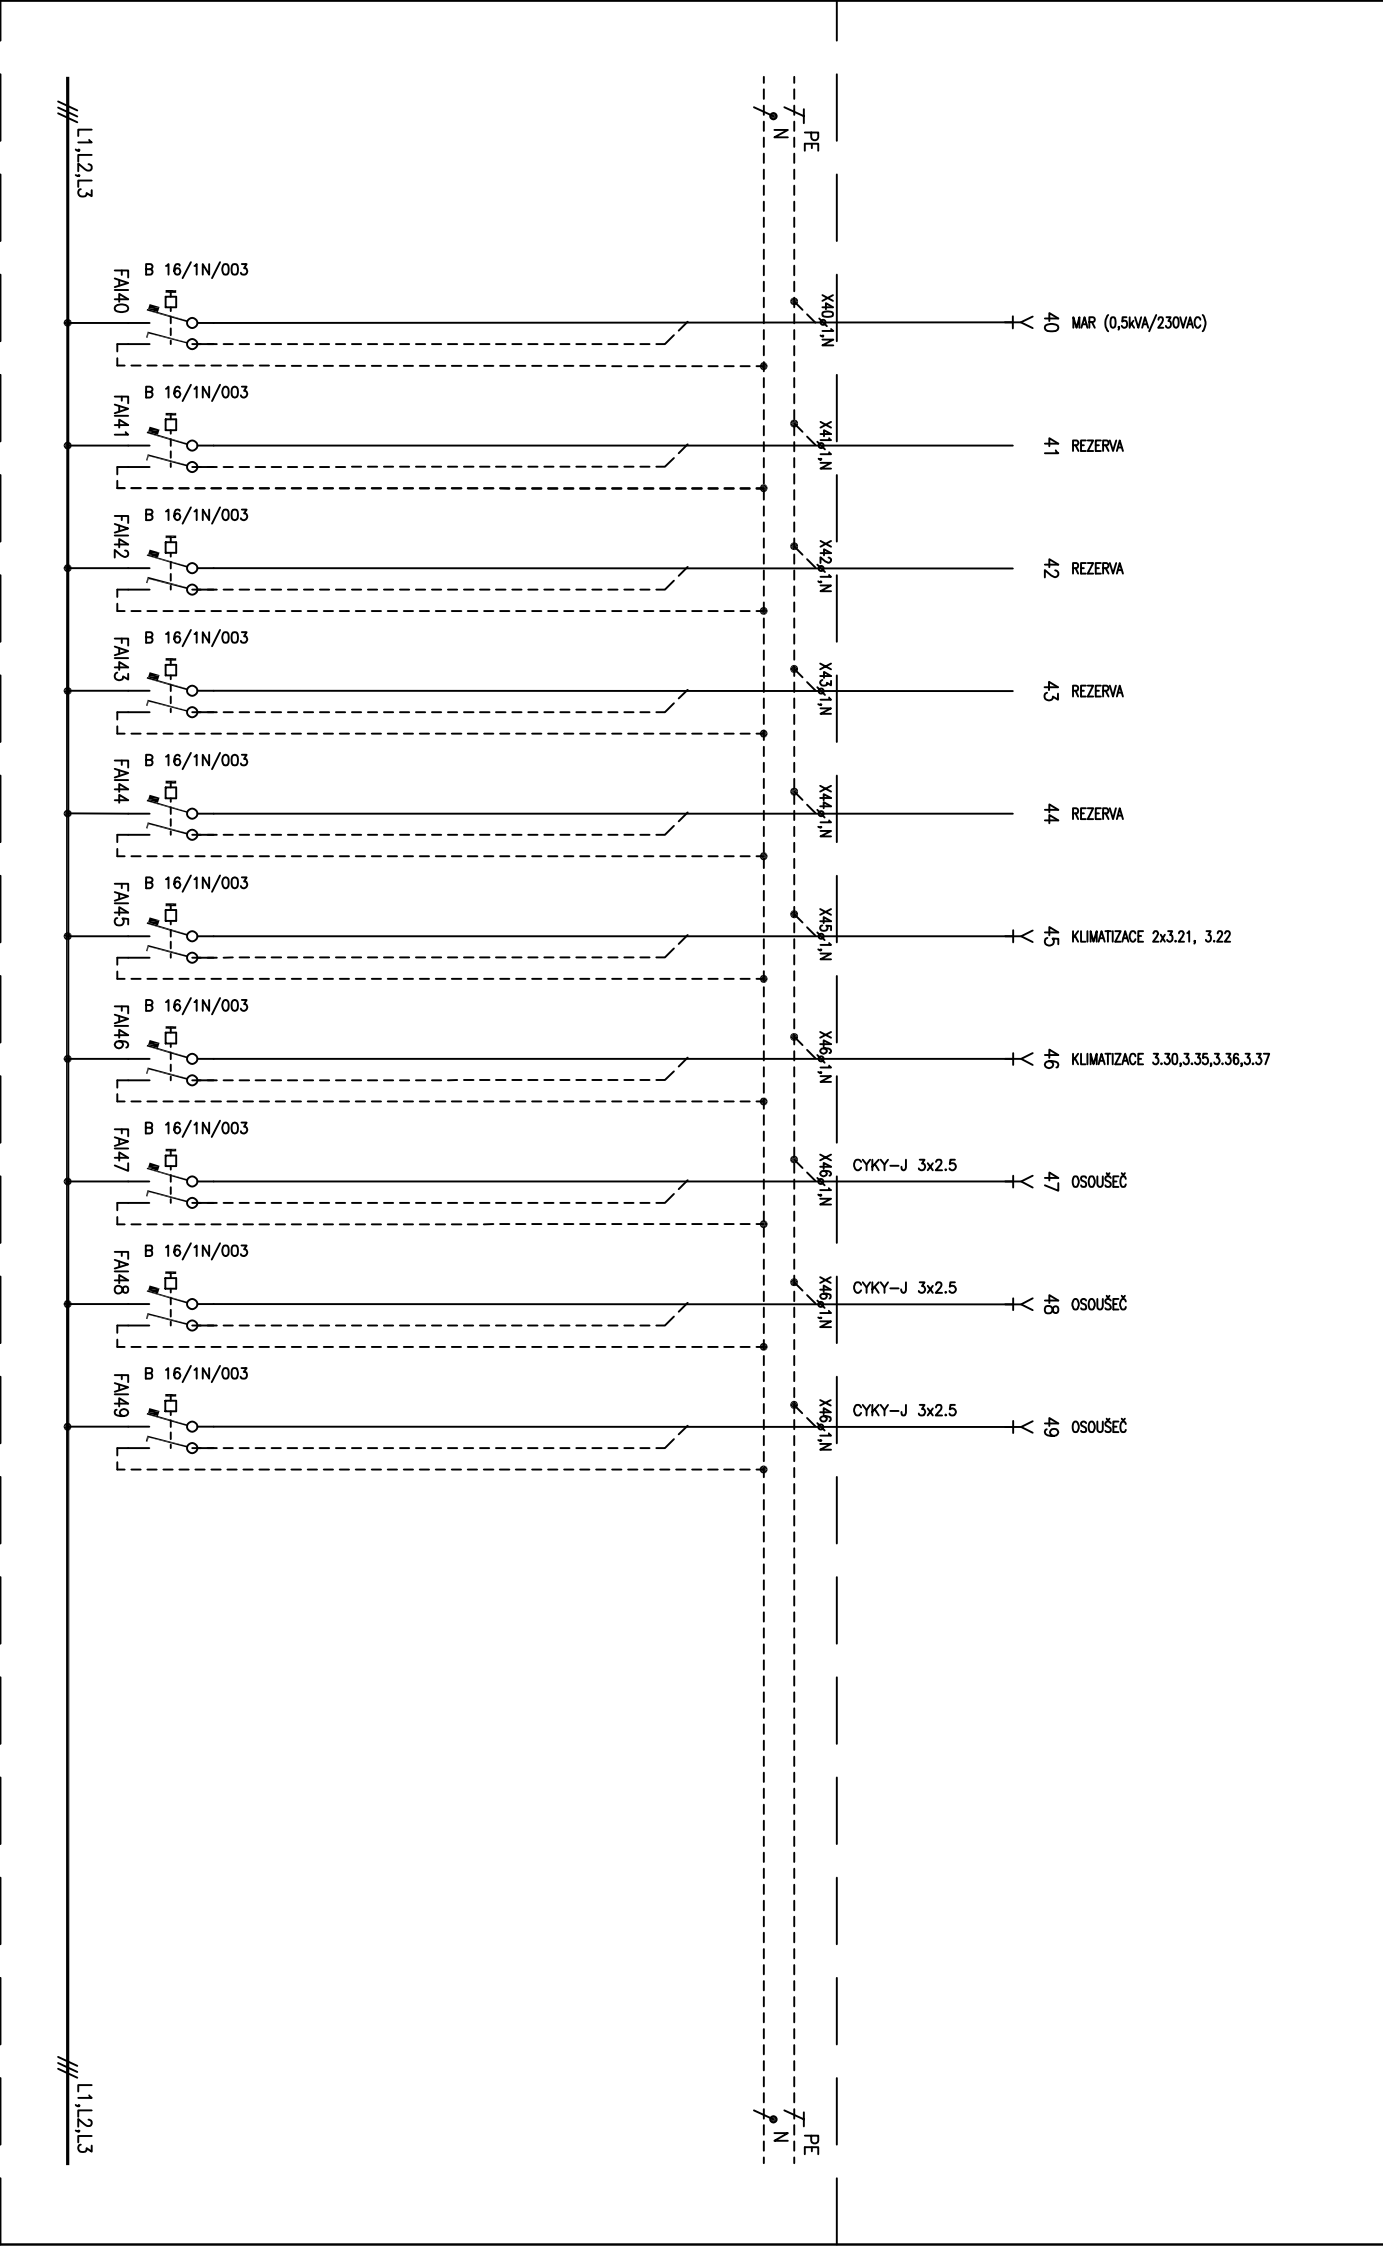 L1,L2,L3
N
PE
B 16/1N/003
FAI40
X40,1,N
40 MAR (0,5kVA/230VAC)
B 16/1N/003
FAI41
X41,1,N
41 REZERVA
B 16/1N/003
FAI42
X42,1,N
42 REZERVA
B 16/1N/003
FAI43
X43,1,N
43 REZERVA
B 16/1N/003
FAI44
X44,1,N
44 REZERVA
B 16/1N/003
FAI45
X45,1,N
45 KLIMATIZACE 2x3.21, 3.22
B 16/1N/003
FAI46
X46,1,N
46 KLIMATIZACE 3.30,3.35,3.36,3.37
B 16/1N/003
FAI47
X46,1,N
CYKY-J 3x2.5
47 OSOUŠEČ
B 16/1N/003
FAI48
X46,1,N
CYKY-J 3x2.5
48 OSOUŠEČ
B 16/1N/003
FAI49
X46,1,N
CYKY-J 3x2.5
49 OSOUŠEČ
L1,L2,L3
N
PE